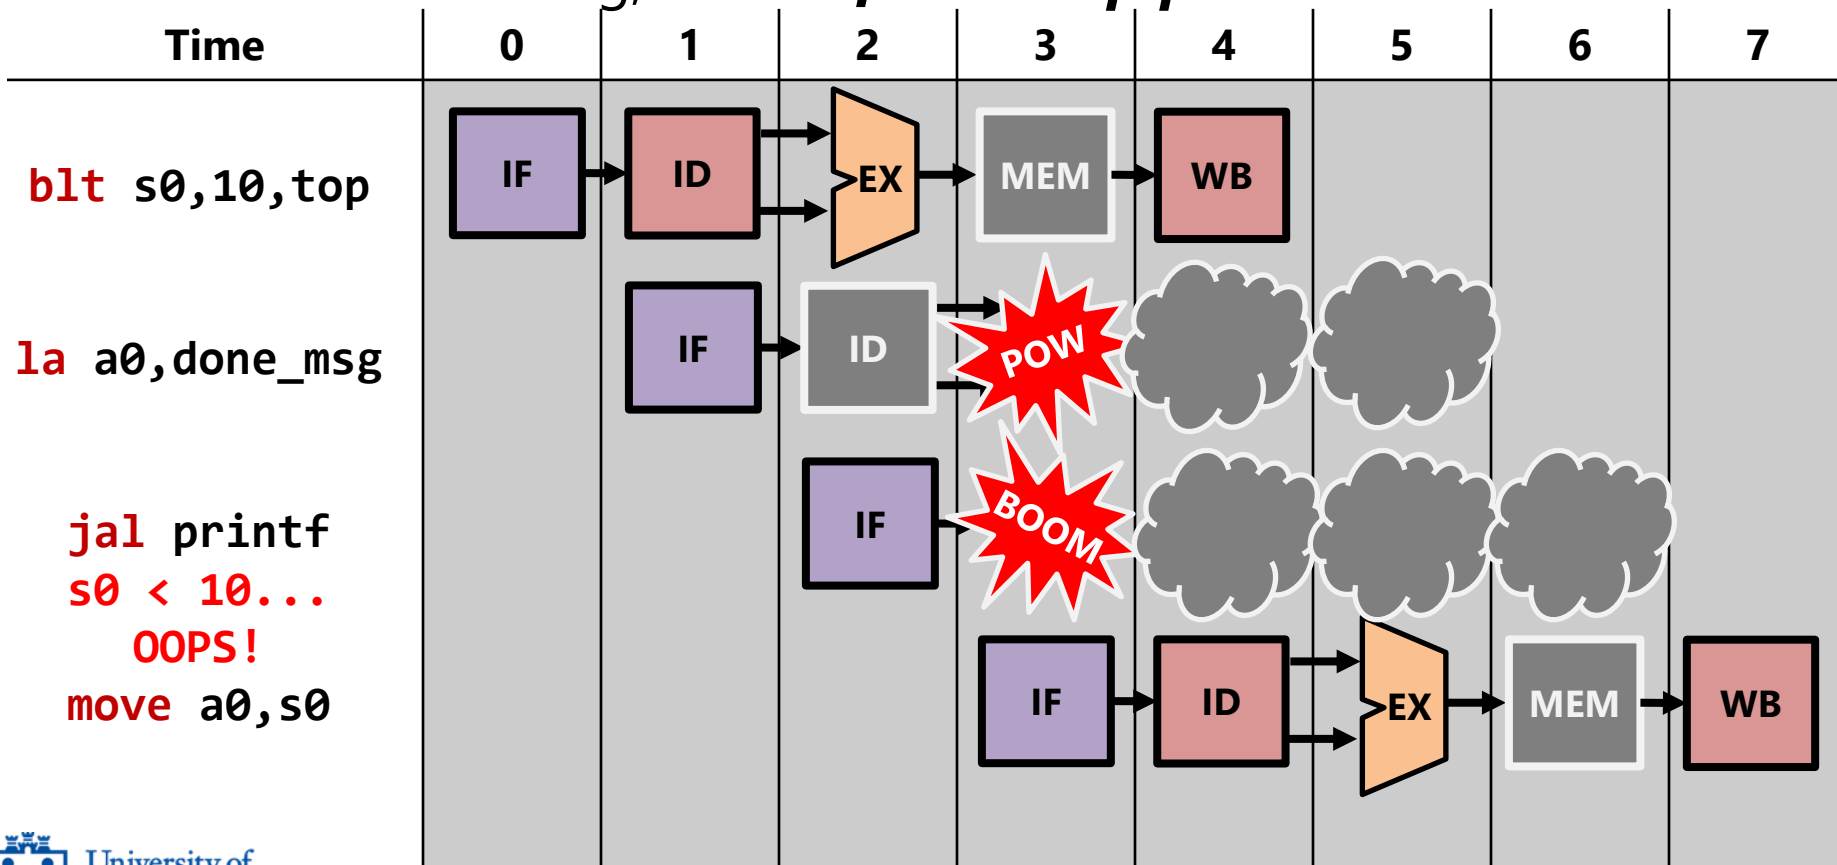 Time 0 1 2 3 4 5 6 7
blt s0,10,top IF ID EX MEM WB
la a0,done_msg IF ID POW
jal printf IF BOOM
s0 < 10...
OOPS!
move a0,s0 IF ID EX MEM WB
University of